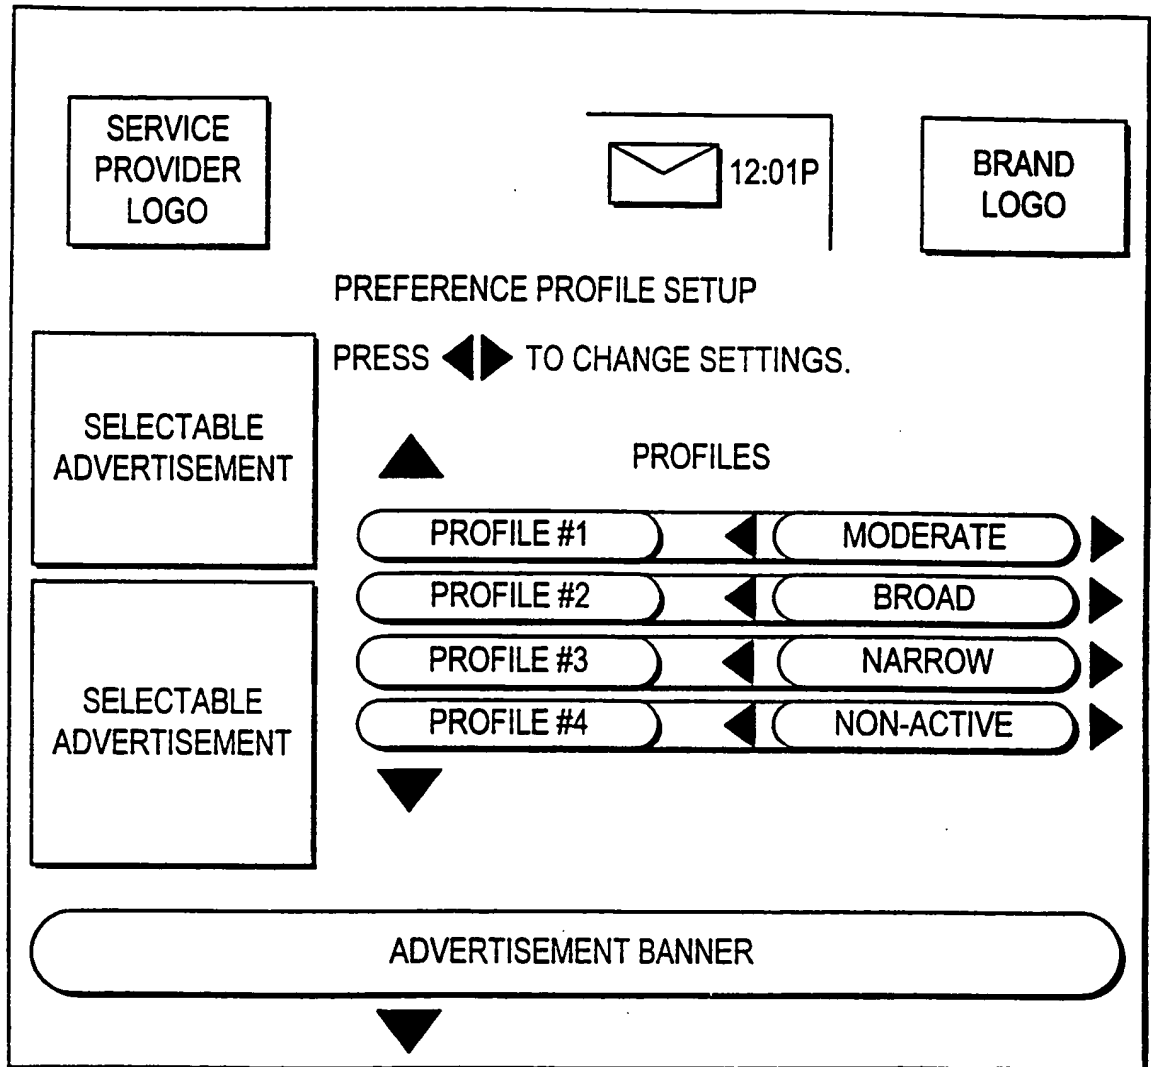 SERVICE
PROVIDER
LOGO
12:01P
BRAND
LOGO
PREFERENCE PROFILE SETUP
PRESS ◀▶ TO CHANGE SETTINGS.
SELECTABLE
ADVERTISEMENT
PROFILES
PROFILE #1 MODERATE
PROFILE #2 BROAD
PROFILE #3 NARROW
PROFILE #4 NON-ACTIVE
SELECTABLE
ADVERTISEMENT
ADVERTISEMENT BANNER